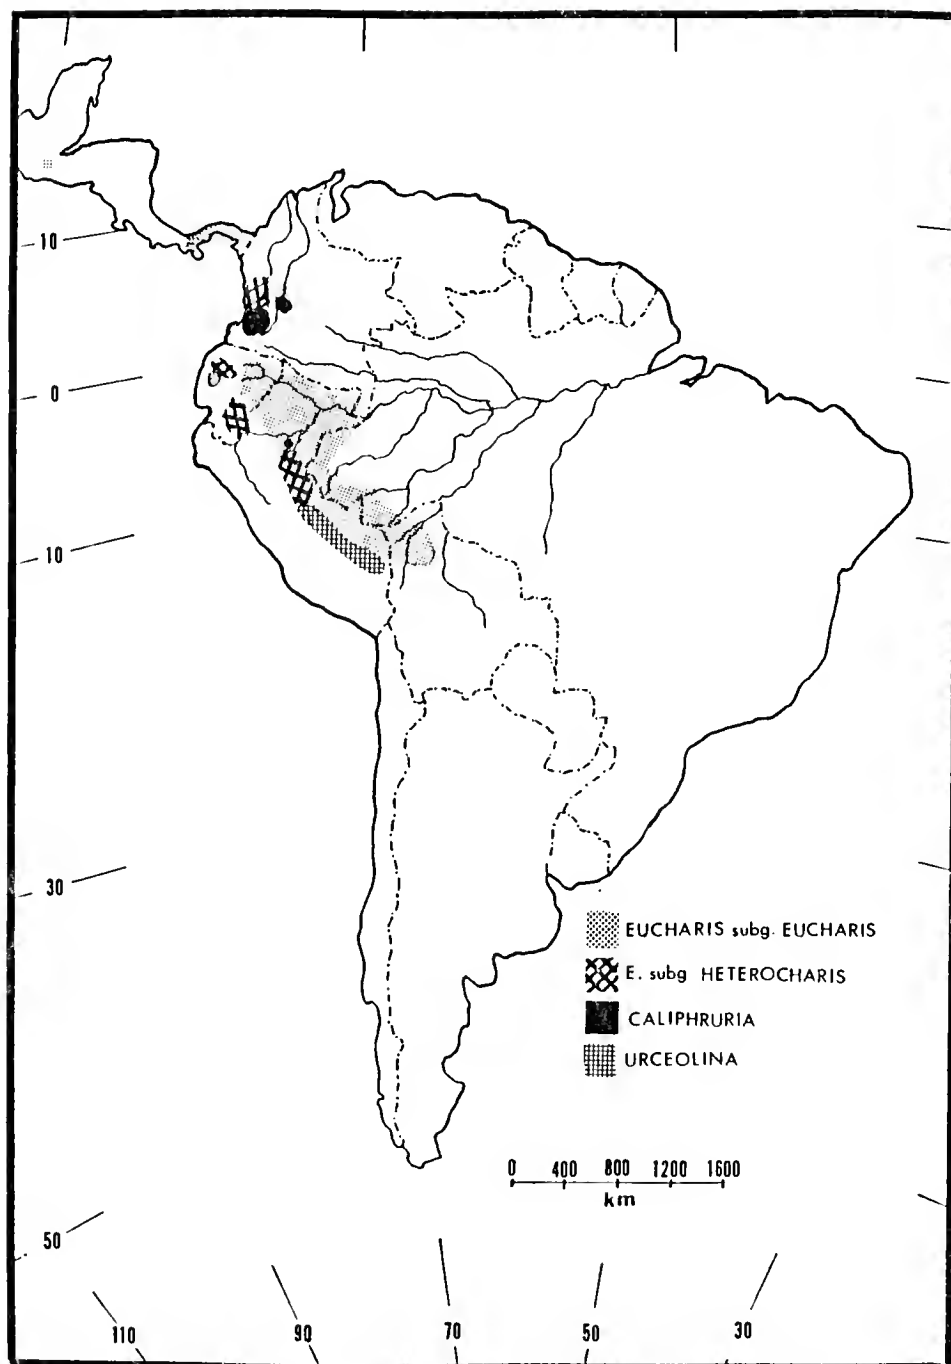 10
0
10
30
50
EUCHARIS subg. EUCHARIS
E. subg HETEROCHARIS
CALIPHRURIA
URCEOLINA
0 400 800 1200 1600
km
110 90 70 50 30